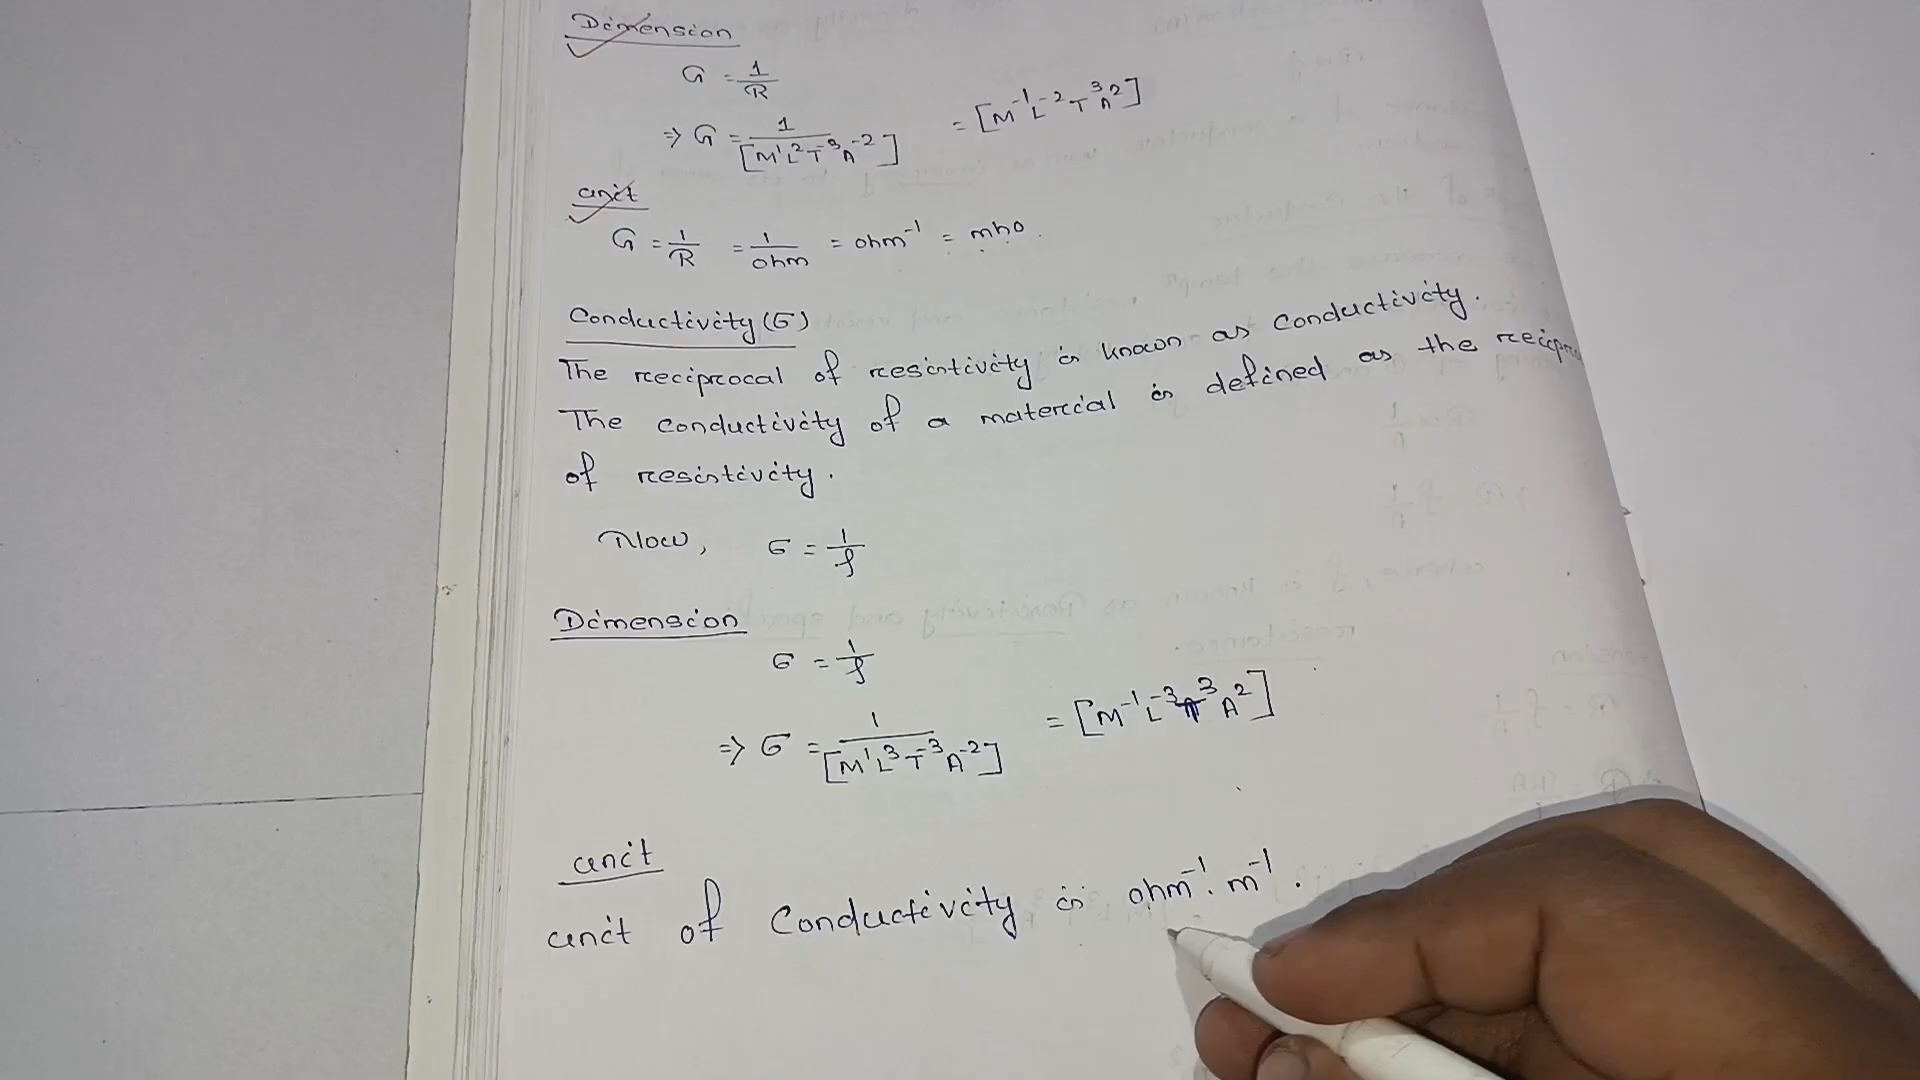 Dimension
G = 1/R
⇒ G = 1/[M¹L²T⁻³A⁻²] = [M⁻¹L⁻²T³A²]
unit
G = 1/R = 1/ohm = ohm⁻¹ = mho.
Conductivity (σ)
The reciprocal of resistivity is known as conductivity.
The conductivity of a material is defined as the
of resistivity.
Now, σ = 1/ρ
Dimension
σ = 1/ρ
⇒ σ = 1/[M¹L³T⁻³A⁻²] = [M⁻¹L⁻³T³A²]
unit
unit of Conductivity is ohm⁻¹.m⁻¹.